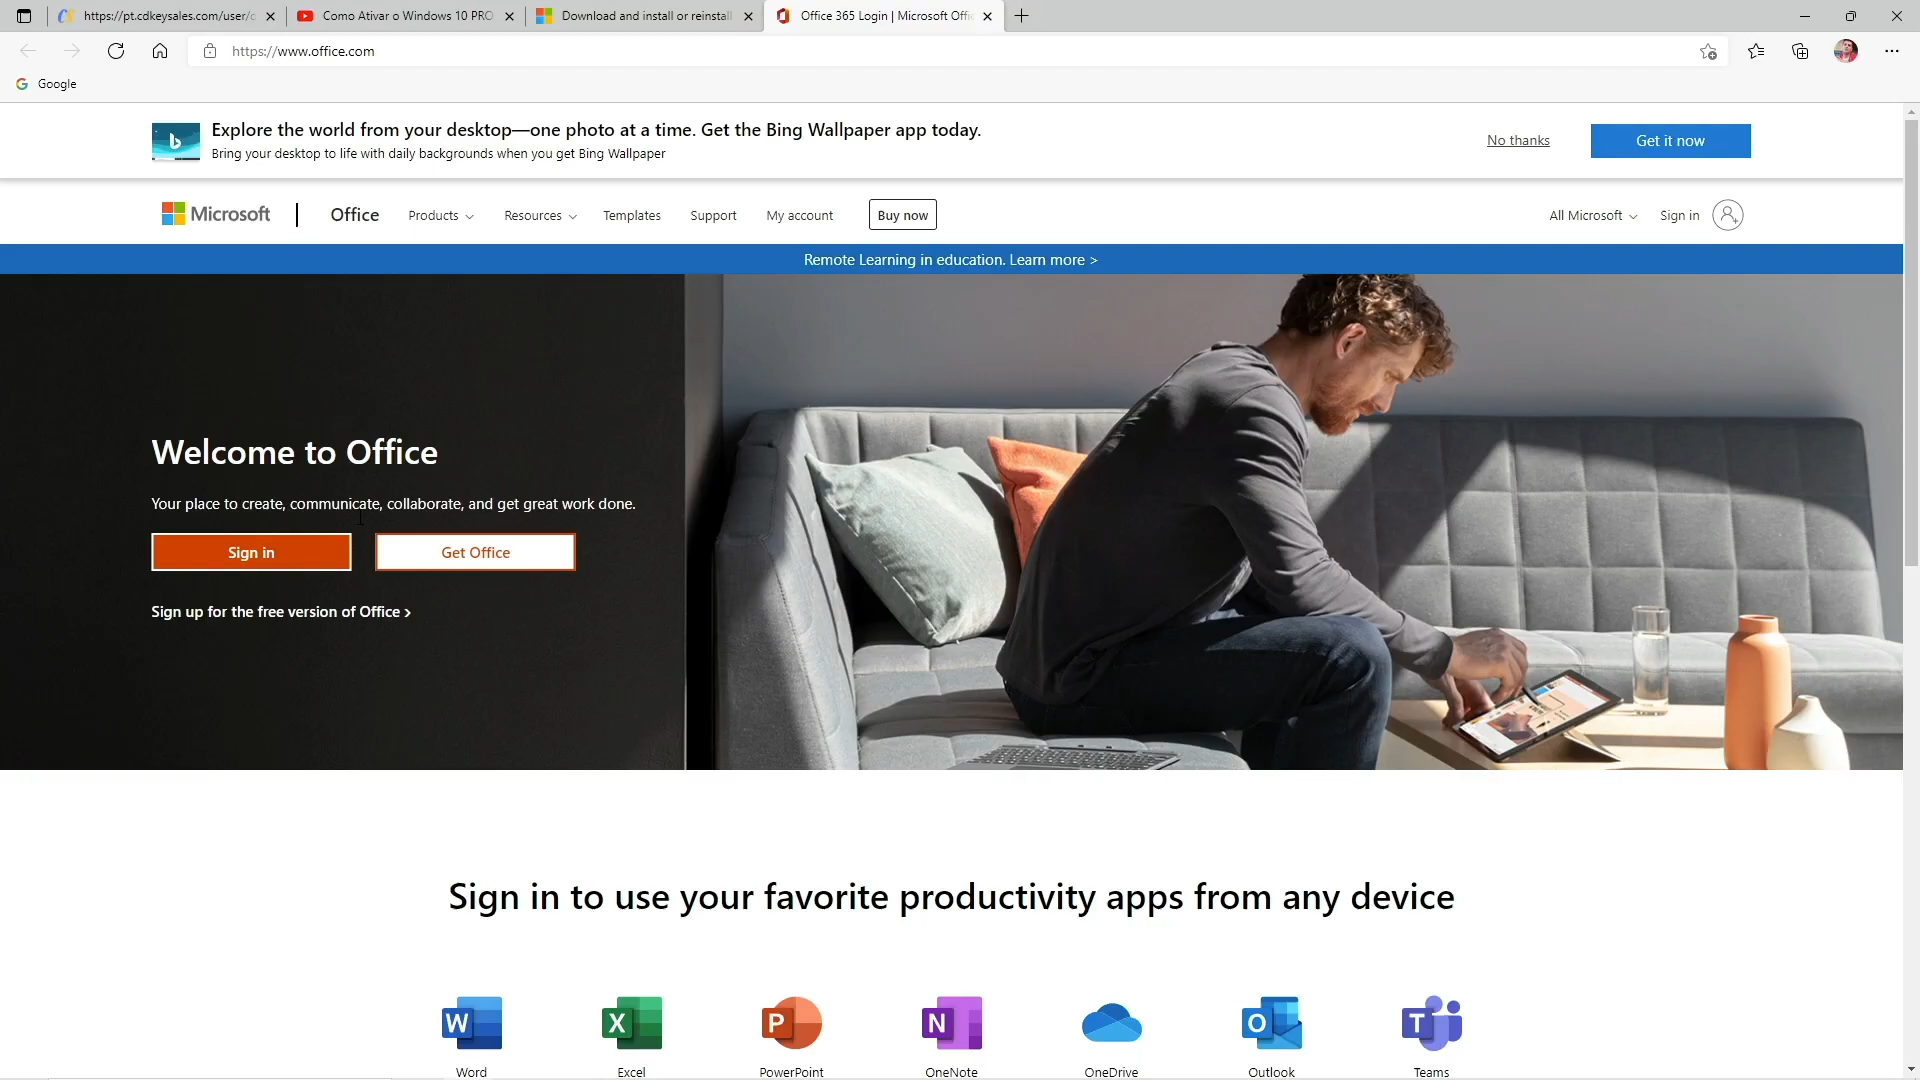 https://pt.cdkeysales.com/user/c
Como Ativar o Windows 10 PRO
Download and install or reinstall
Office 365 Login | Microsoft Offic
https://www.office.com
Google
Explore the world from your desktop—one photo at a time. Get the Bing Wallpaper app today.
Bring your desktop to life with daily backgrounds when you get Bing Wallpaper
No thanks
Get it now
Microsoft
Office
Products
Resources
Templates
Support
My account
Buy now
All Microsoft
Sign in
Remote Learning in education. Learn more >
Welcome to Office
Your place to create, communicate, collaborate, and get great work done.
Sign in
Get Office
Sign up for the free version of Office >
Sign in to use your favorite productivity apps from any device
W
X
P
N
O
T
Word
Excel
PowerPoint
OneNote
OneDrive
Outlook
Teams